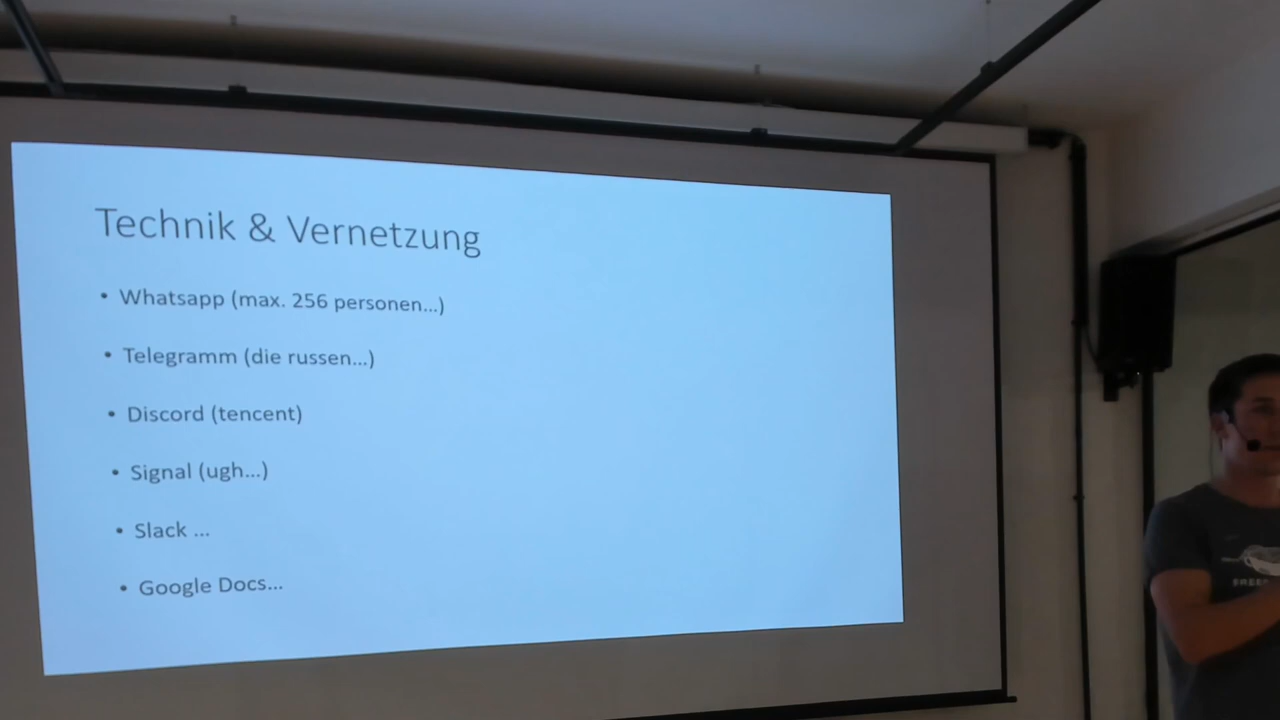 Technik & Vernetzung
• Whatsapp (max. 256 personen...)
• Telegramm (die russen...)
• Discord (tencent)
• Signal (ugh...)
• Slack ...
• Google Docs...